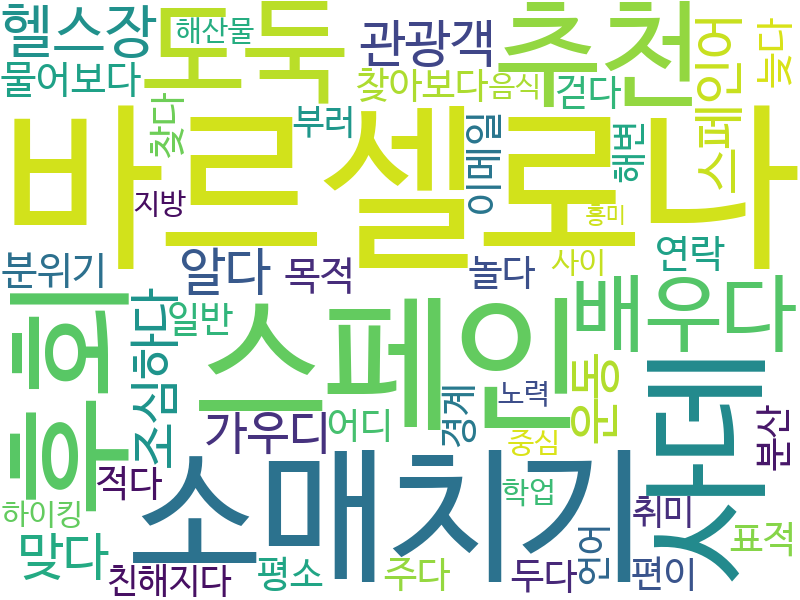 헬스장
해산물
도둑
관광객
추천
스페인어
늦다
물어보다
찾다
부러
찾아보다
음식
걷다
이메일
해변
바르셀로나
지방
흥미
분위기
알다
목적
놀다
사이
연락
후회
조심하다
일반
스페인
배우다
가우디
어디
경계
노력
운동
샤데
분산
적다
소매치기
중심
하이킹
학업
취미
표적
맞다
친해지다
평소
주다
두다
언어
편이